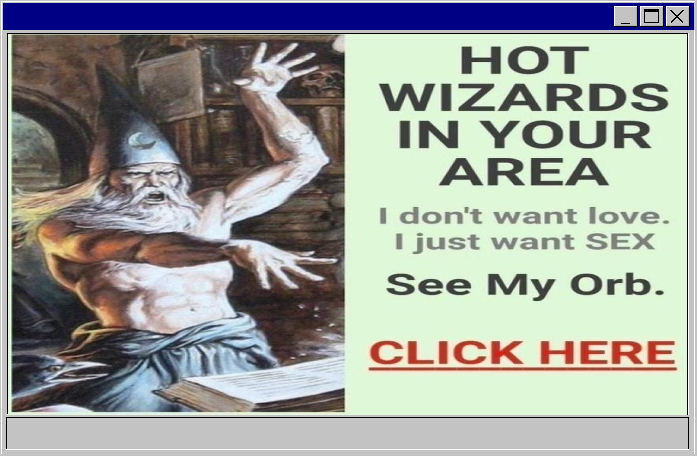 HOT
WIZARDS
IN YOUR
AREA
I don't want love.
I just want SEX
See My Orb.
CLICK HERE